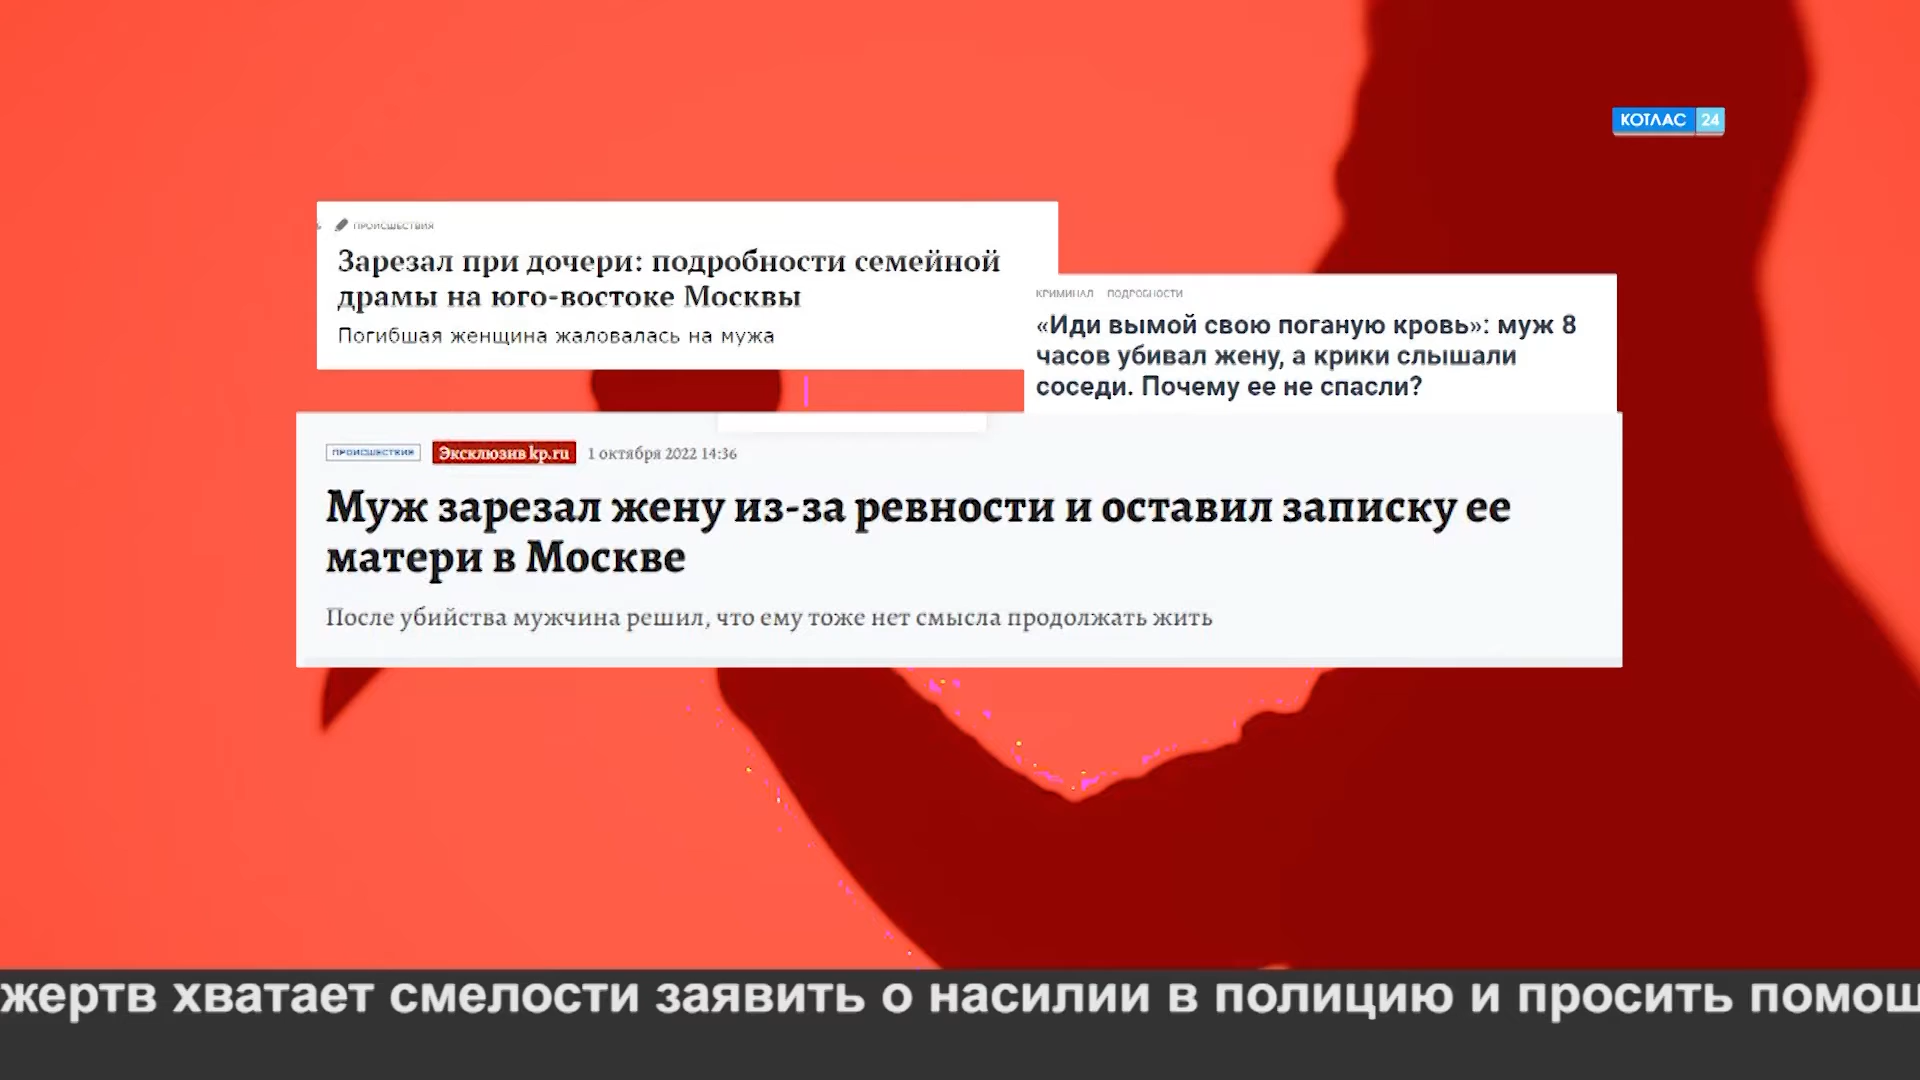 КОТЛАС 24
ПРОИСШЕСТВИЯ
Зарезал при дочери: подробности семейной
драмы на юго-востоке Москвы
Погибшая женщина жаловалась на мужа
КРИМИНАЛ ПОДРОБНОСТИ
«Иди вымой свою поганую кровь»: муж 8
часов убивал жену, а крики слышали
соседи. Почему ее не спасли?
ПРОИСШЕСТВИЯ Эксклюзив kp.ru 1 октября 2022 14:36
Муж зарезал жену из-за ревности и оставил записку ее
матери в Москве
После убийства мужчина решил, что ему тоже нет смысла продолжать жить
жертв хватает смелости заявить о насилии в полицию и просить помощ